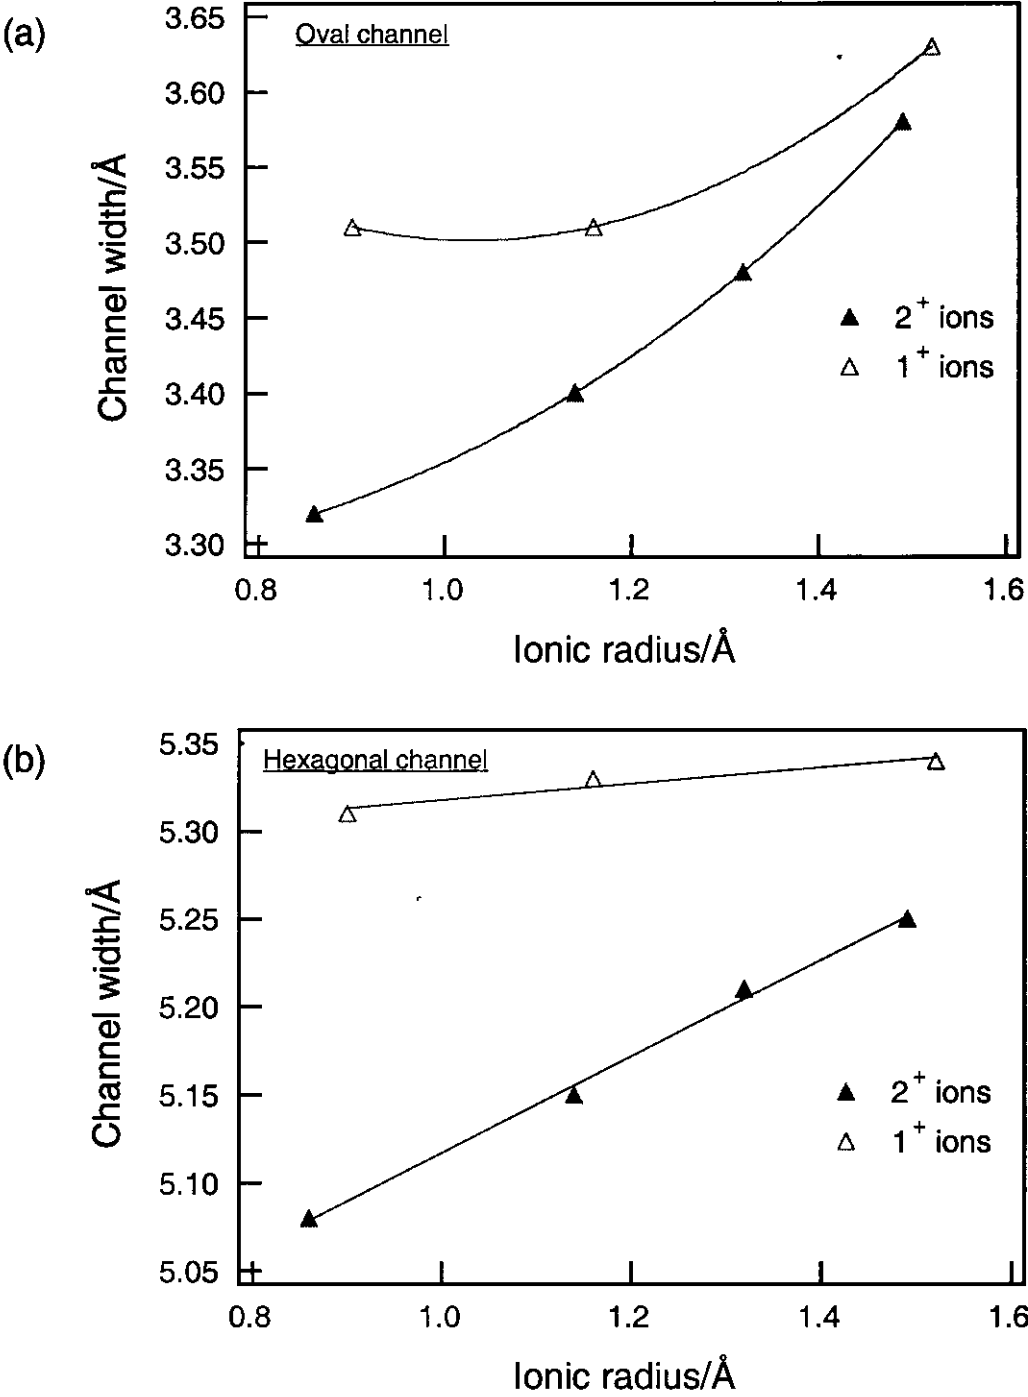 (a)
Oval channel
3.65
3.60
3.55
3.50
3.45
3.40
3.35
3.30
Channel width/Å
▲ 2+ ions
△ 1+ ions
0.8 1.0 1.2 1.4 1.6
Ionic radius/Å
(b)
Hexagonal channel
5.35
5.30
5.25
5.20
5.15
5.10
5.05
Channel width/Å
▲ 2+ ions
△ 1+ ions
0.8 1.0 1.2 1.4 1.6
Ionic radius/Å